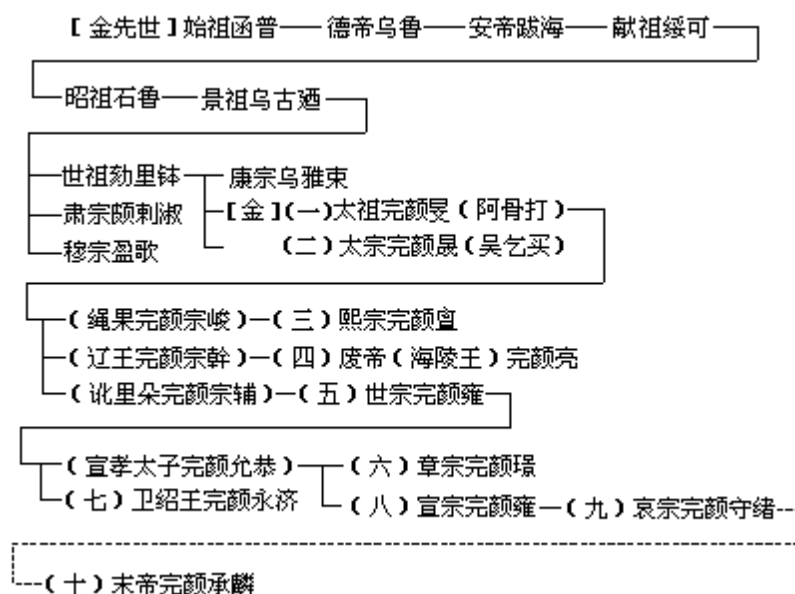 [金先世]始祖函普 德帝乌鲁 安帝跋海 献祖绥可
昭祖石鲁 景祖乌古廼
世祖劾里钵 康宗乌雅束
肃宗颇剌淑 [金](一)太祖完颜旻(阿骨打)
穆宗盈歌 (二)太宗完颜晟(吴乞买)
(绳果完颜宗峻) (三)熙宗完颜亶
(辽王完颜宗幹) (四)废帝(海陵王)完颜亮
(讹里朵完颜宗辅) (五)世宗完颜雍
(宣孝太子完颜允恭) (六)章宗完颜璟
(七)卫绍王完颜永济 (八)宣宗完颜雍 (九)哀宗完颜守绪
(十)末帝完颜承麟